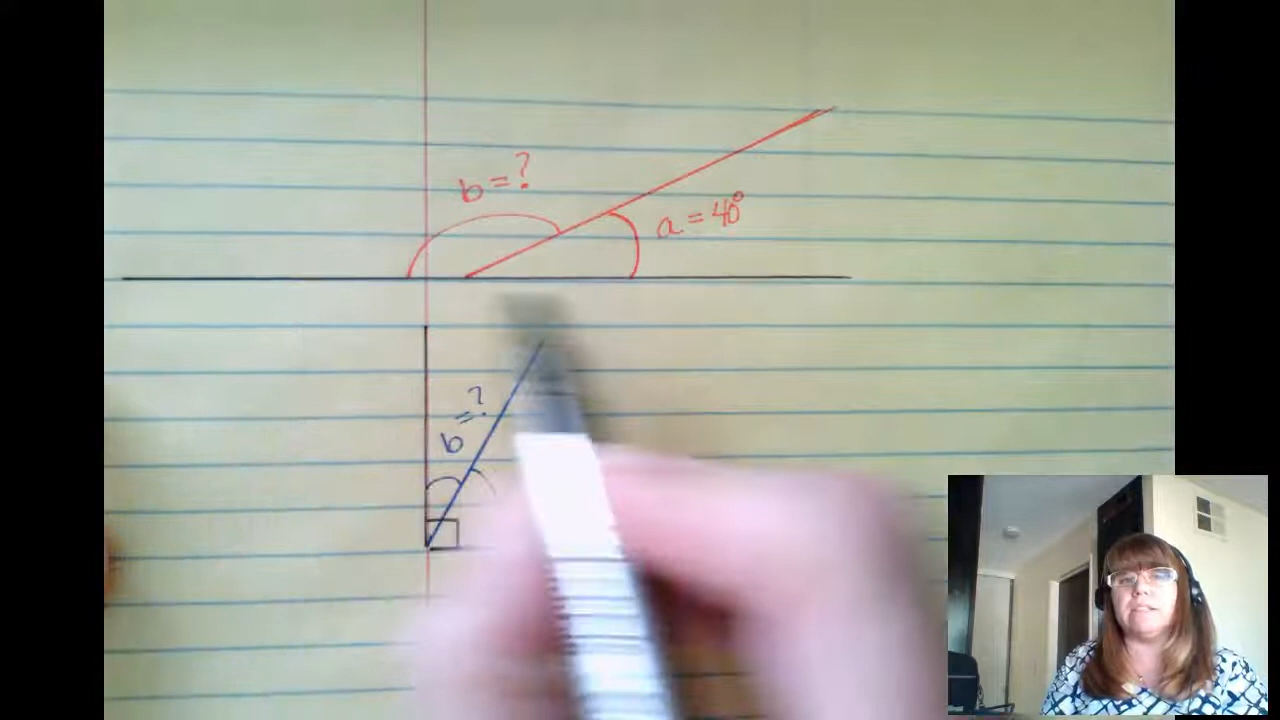 b = ?
a = 40°
b = ?